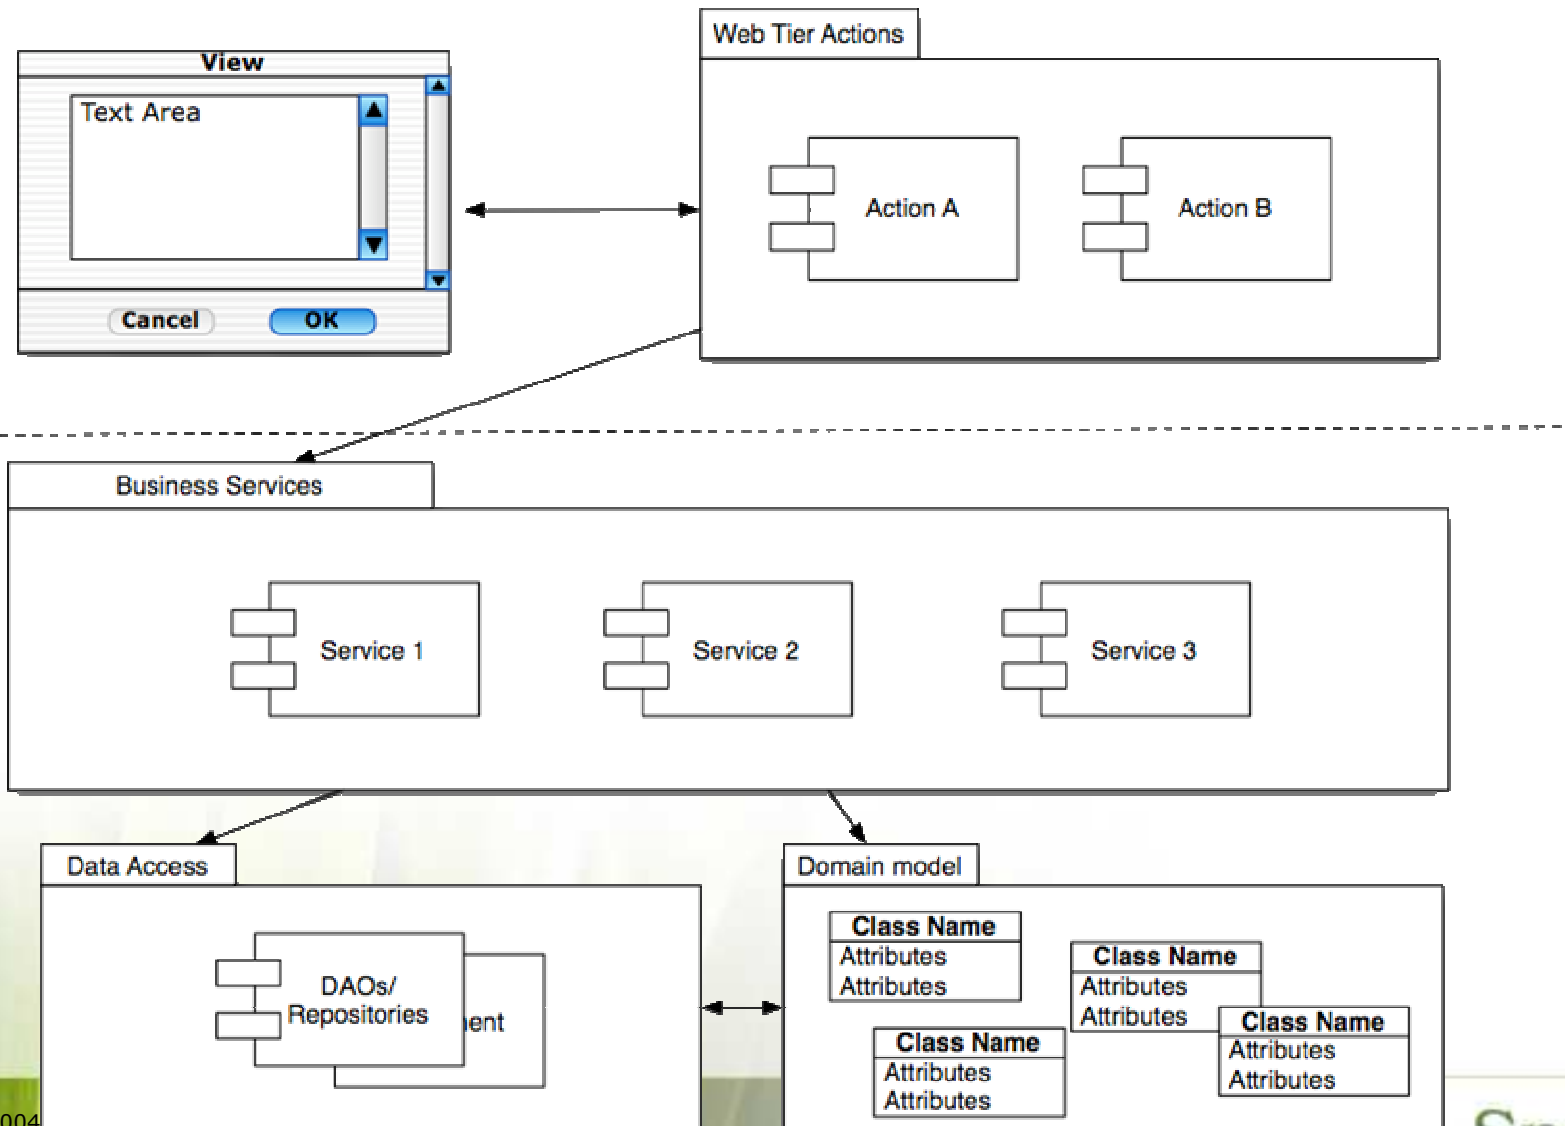 Web Tier Actions
View
Text Area
Action A
Action B
Cancel
OK
Business Services
Service 1
Service 2
Service 3
Data Access
Domain model
DAOs/
Repositories
Class Name
Attributes
Attributes
Class Name
Attributes
Attributes
Class Name
Attributes
Attributes
Class Name
Attributes
Attributes
004